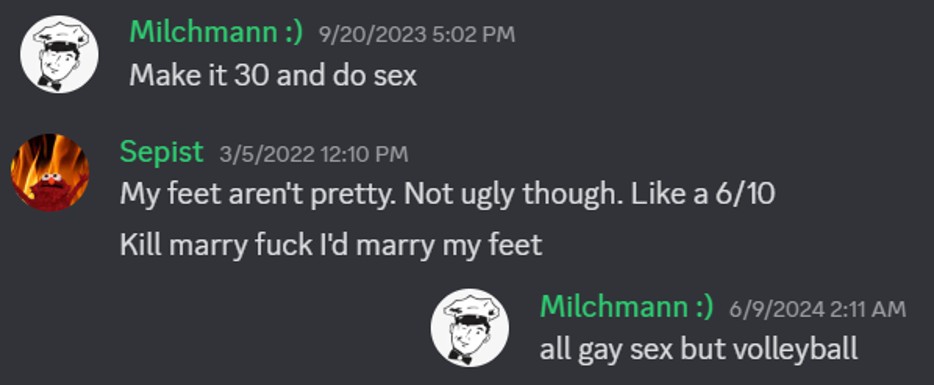 Milchmann :) 9/20/2023 5:02 PM
Make it 30 and do sex
Sepist 3/5/2022 12:10 PM
My feet aren't pretty. Not ugly though. Like a 6/10
Kill marry fuck I'd marry my feet
Milchmann :) 6/9/2024 2:11 AM
all gay sex but volleyball